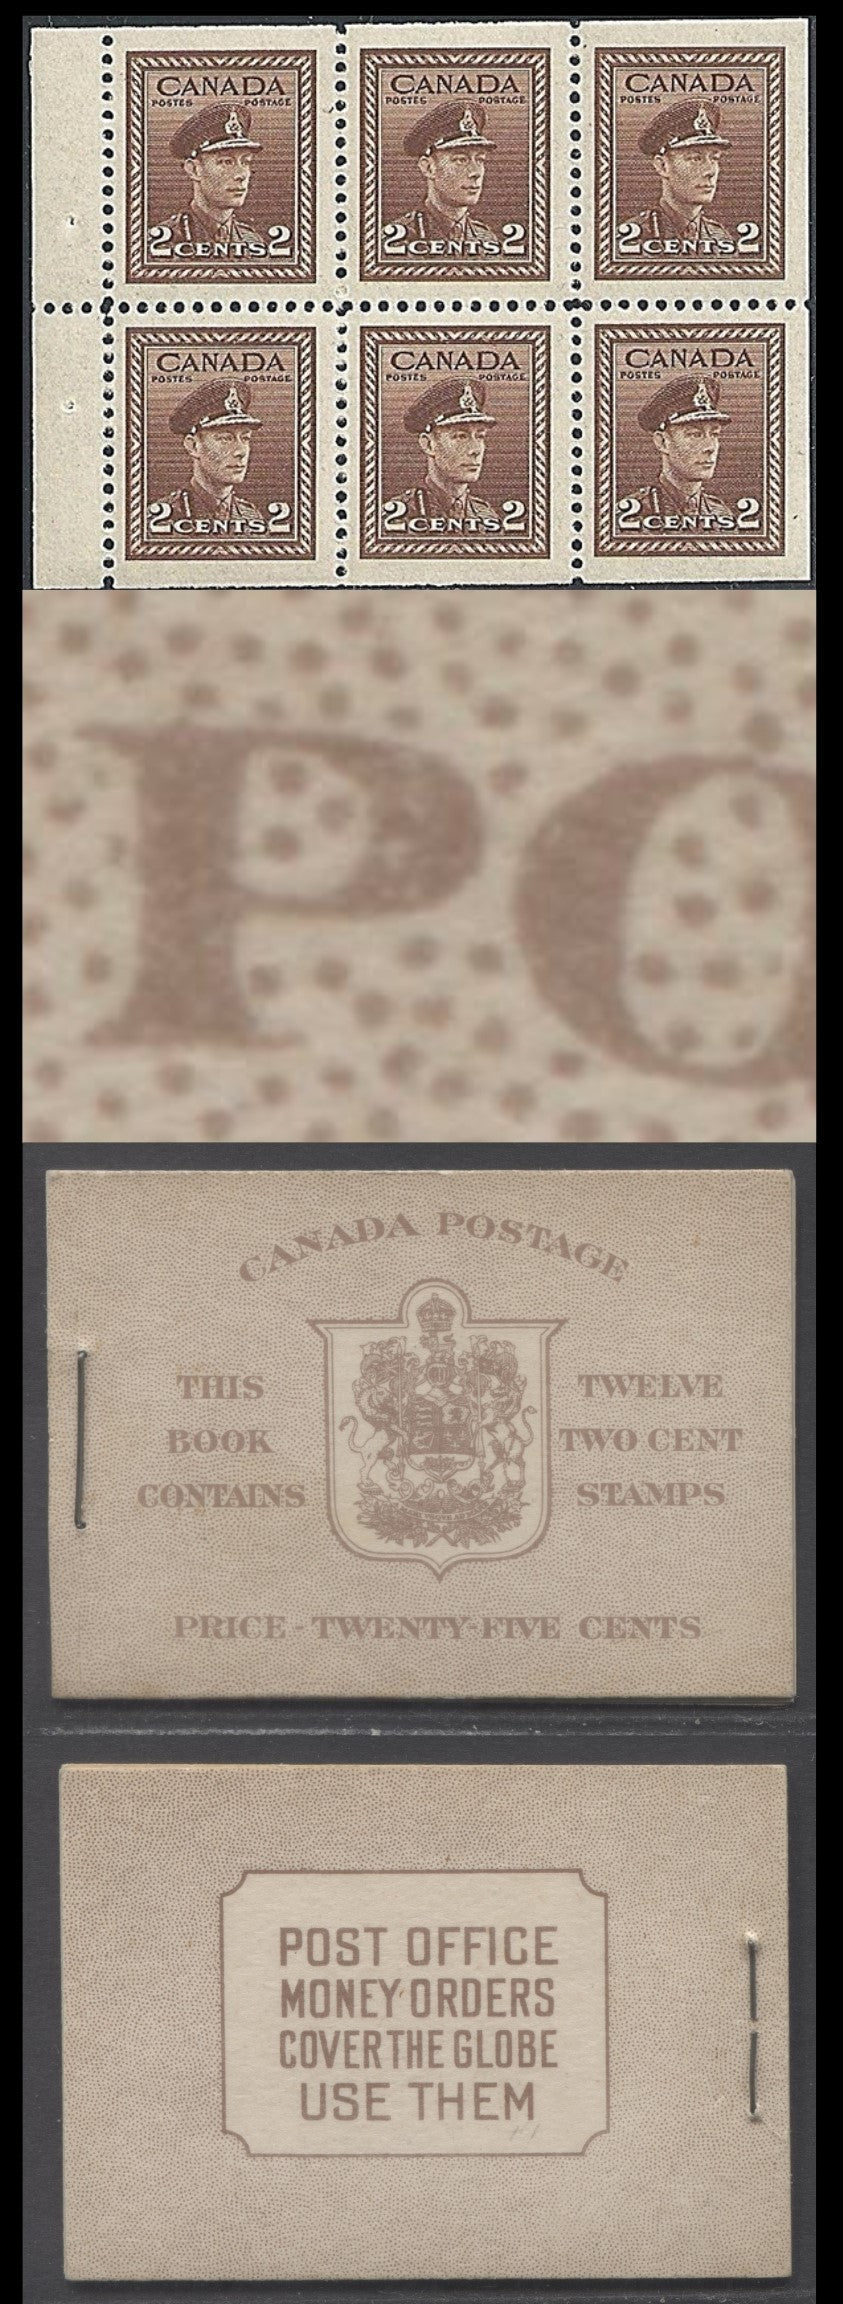 CANADA CANADA CANADA
POSTES POSTAGE POSTES POSTAGE POSTES POSTAGE
2 CENTS 2 2 CENTS 2 2 CENTS 2
CANADA CANADA CANADA
POSTES POSTAGE POSTES POSTAGE POSTES POSTAGE
2 CENTS 2 2 CENTS 2 2 CENTS 2
PO
CANADA POSTAGE
THIS
BOOK
CONTAINS
TWELVE
TWO CENT
STAMPS
PRICE - TWENTY-FIVE CENTS
POST OFFICE
MONEY ORDERS
COVER THE GLOBE
USE THEM